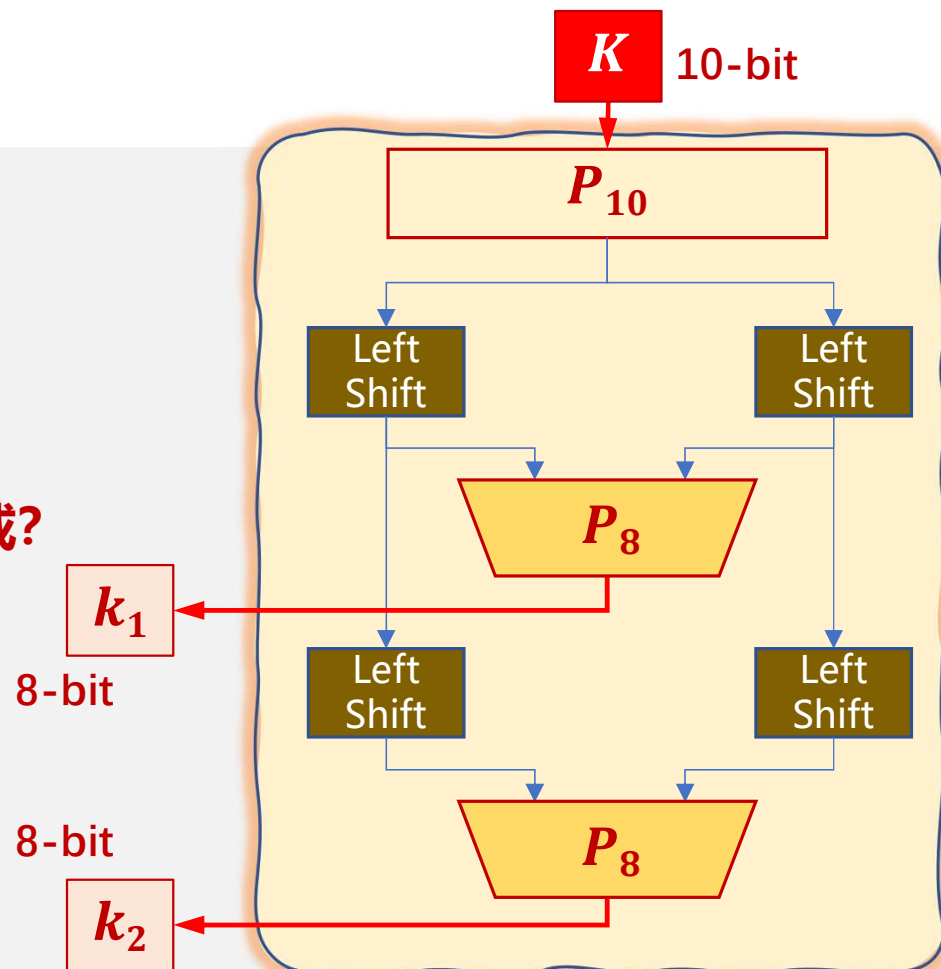 K 10-bit
P10
Left
Shift
Left
Shift
P8
?
k1
8-bit
Left
Shift
Left
Shift
8-bit
P8
k2